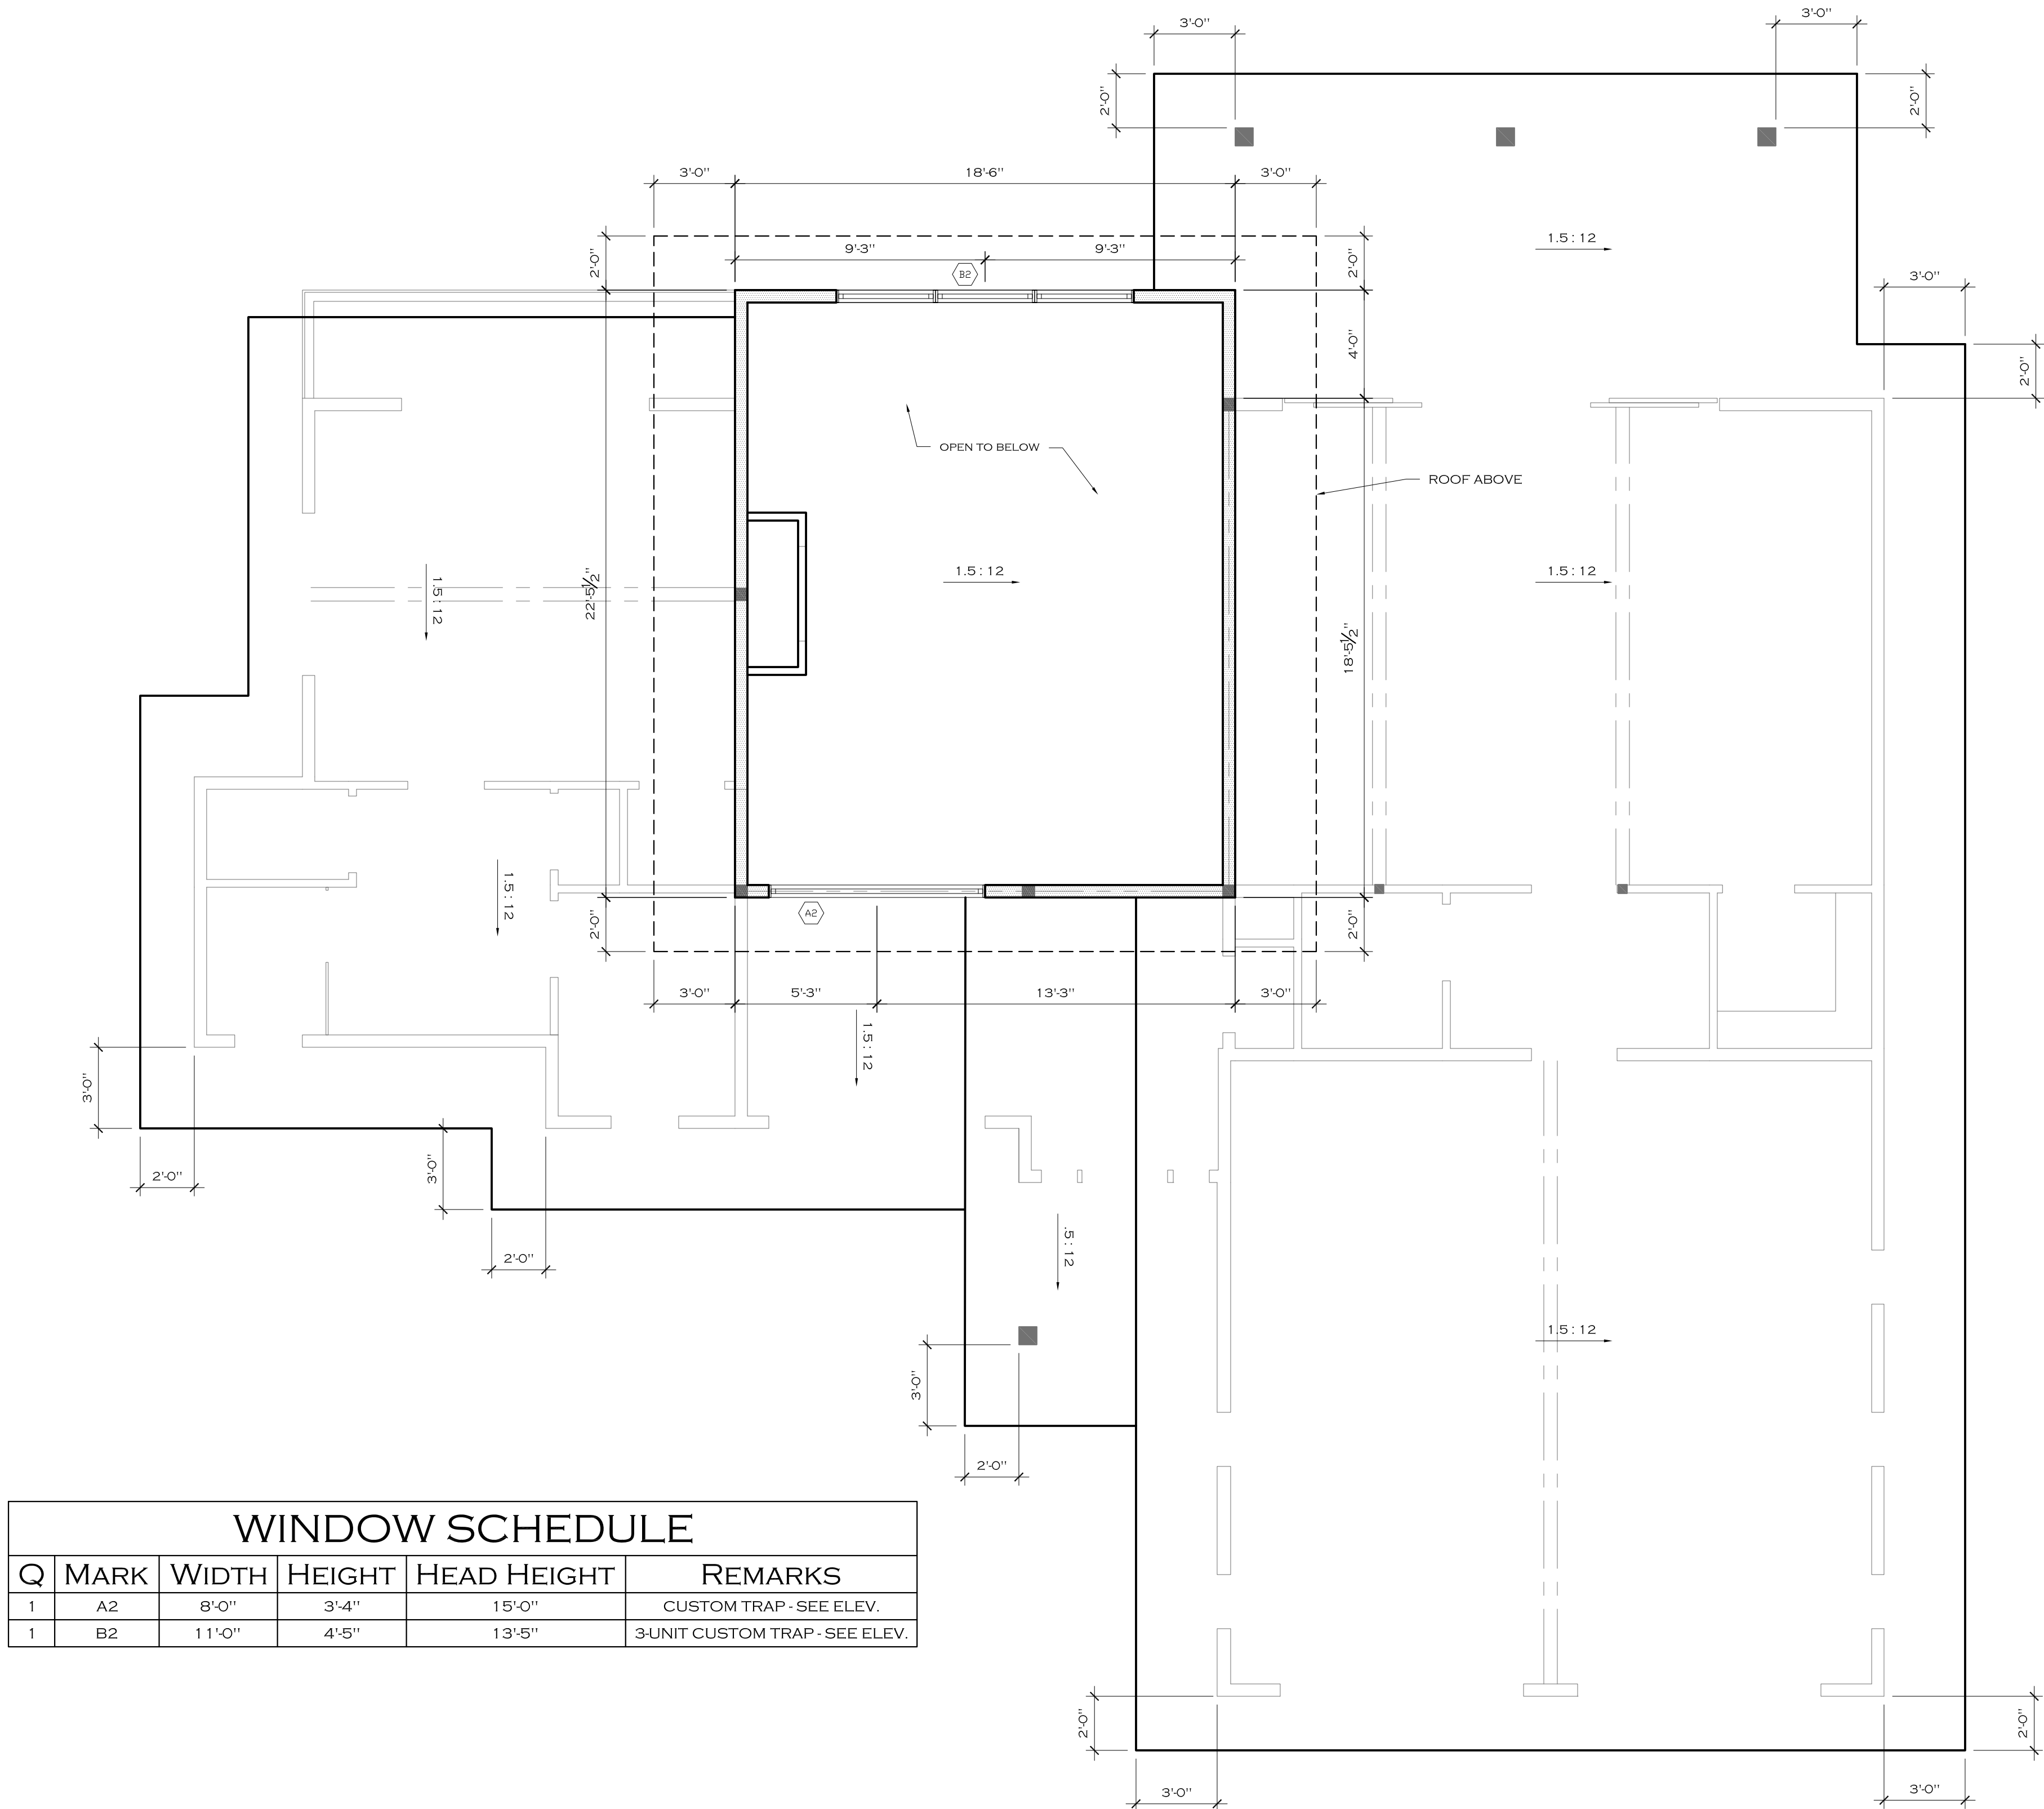 3'-0"
3'-0"
2'-0"
2'-0"
3'-0"
18'-6"
3'-0"
1.5 : 12
2'-0"
9'-3"
9'-3"
2'-0"
B2
3'-0"
4'-0"
2'-0"
OPEN TO BELOW
ROOF ABOVE
1.5 : 12
22'-5 1/2"
1.5 : 12
1.5 : 12
18'-5 1/2"
1.5 : 12
2'-0"
A2
2'-0"
3'-0"
5'-3"
13'-3"
3'-0"
1.5 : 12
3'-0"
3'-0"
2'-0"
2'-0"
.5 : 12
1.5 : 12
3'-0"
2'-0"
WINDOW SCHEDULE
Q MARK WIDTH HEIGHT HEAD HEIGHT REMARKS
1 A2 8'-0" 3'-4" 15'-0" CUSTOM TRAP - SEE ELEV.
1 B2 11'-0" 4'-5" 13'-5" 3-UNIT CUSTOM TRAP - SEE ELEV.
2'-0"
2'-0"
3'-0"
3'-0"